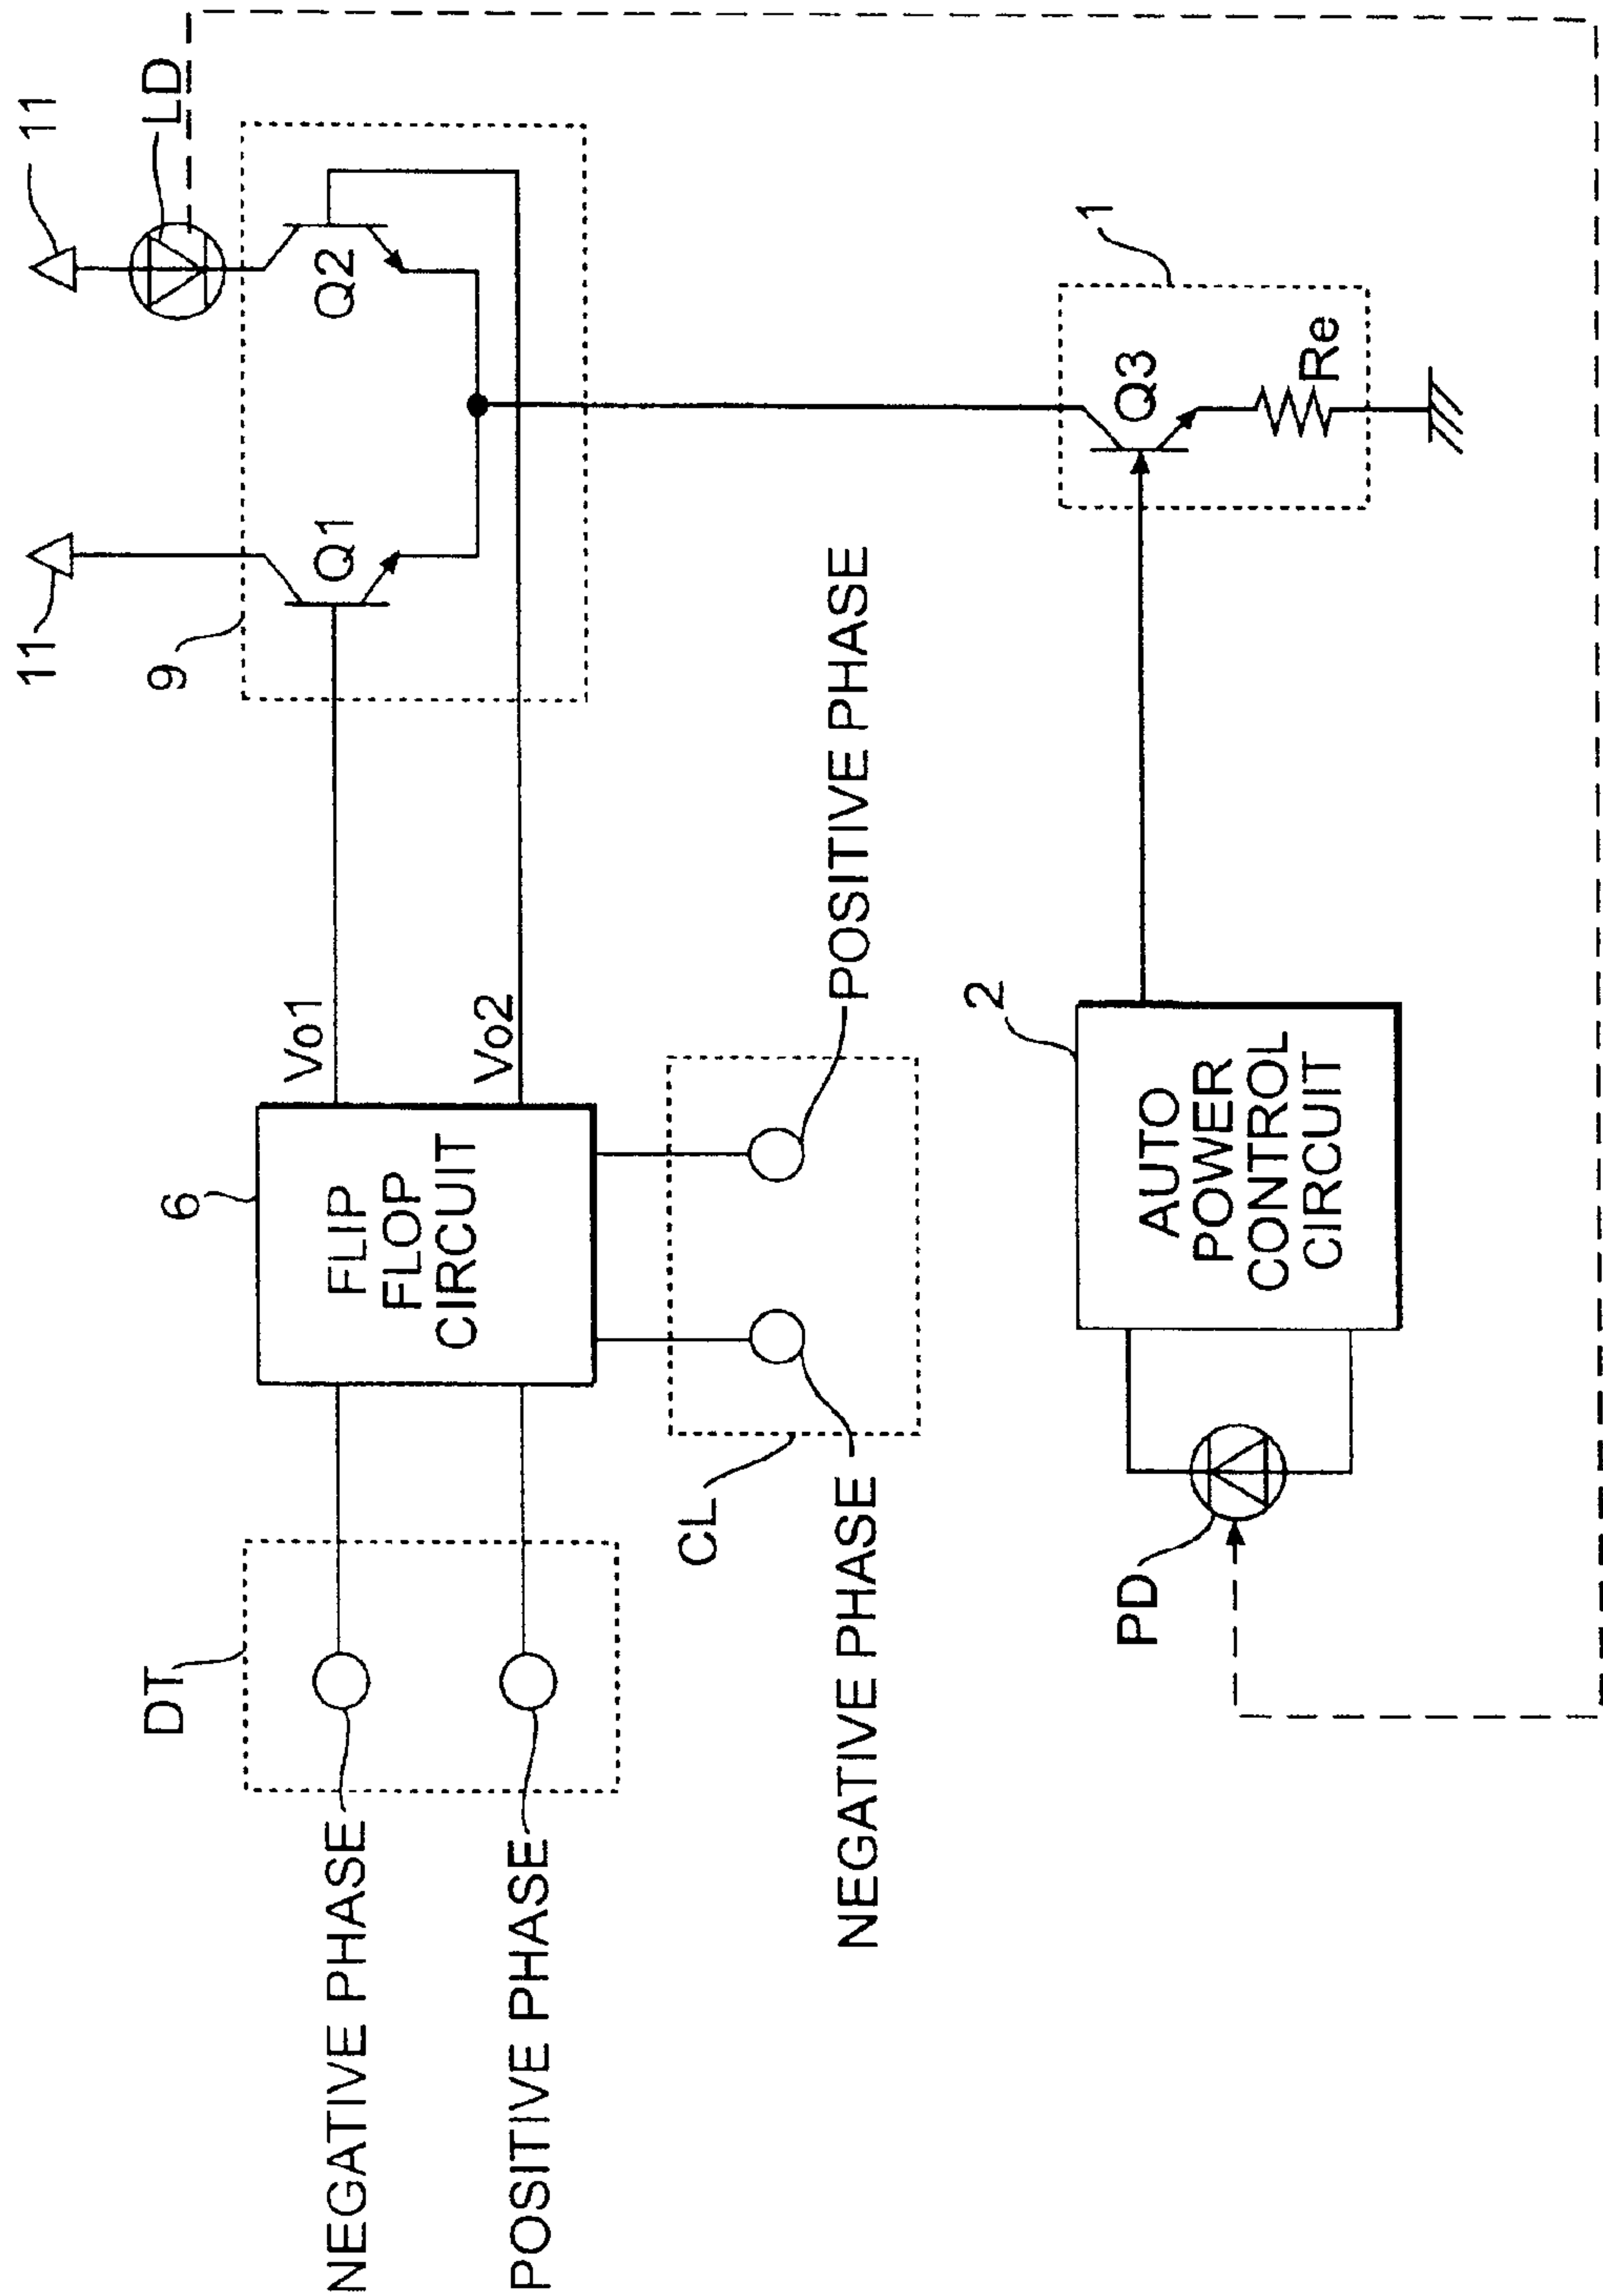 11
11
LD
9
Q1
Q2
Vo1
Vo2
6
FLIP
FLOP
CIRCUIT
DT
NEGATIVE PHASE
POSITIVE PHASE
CL
NEGATIVE PHASE
POSITIVE PHASE
1
Q3
Re
2
AUTO
POWER
CONTROL
CIRCUIT
PD